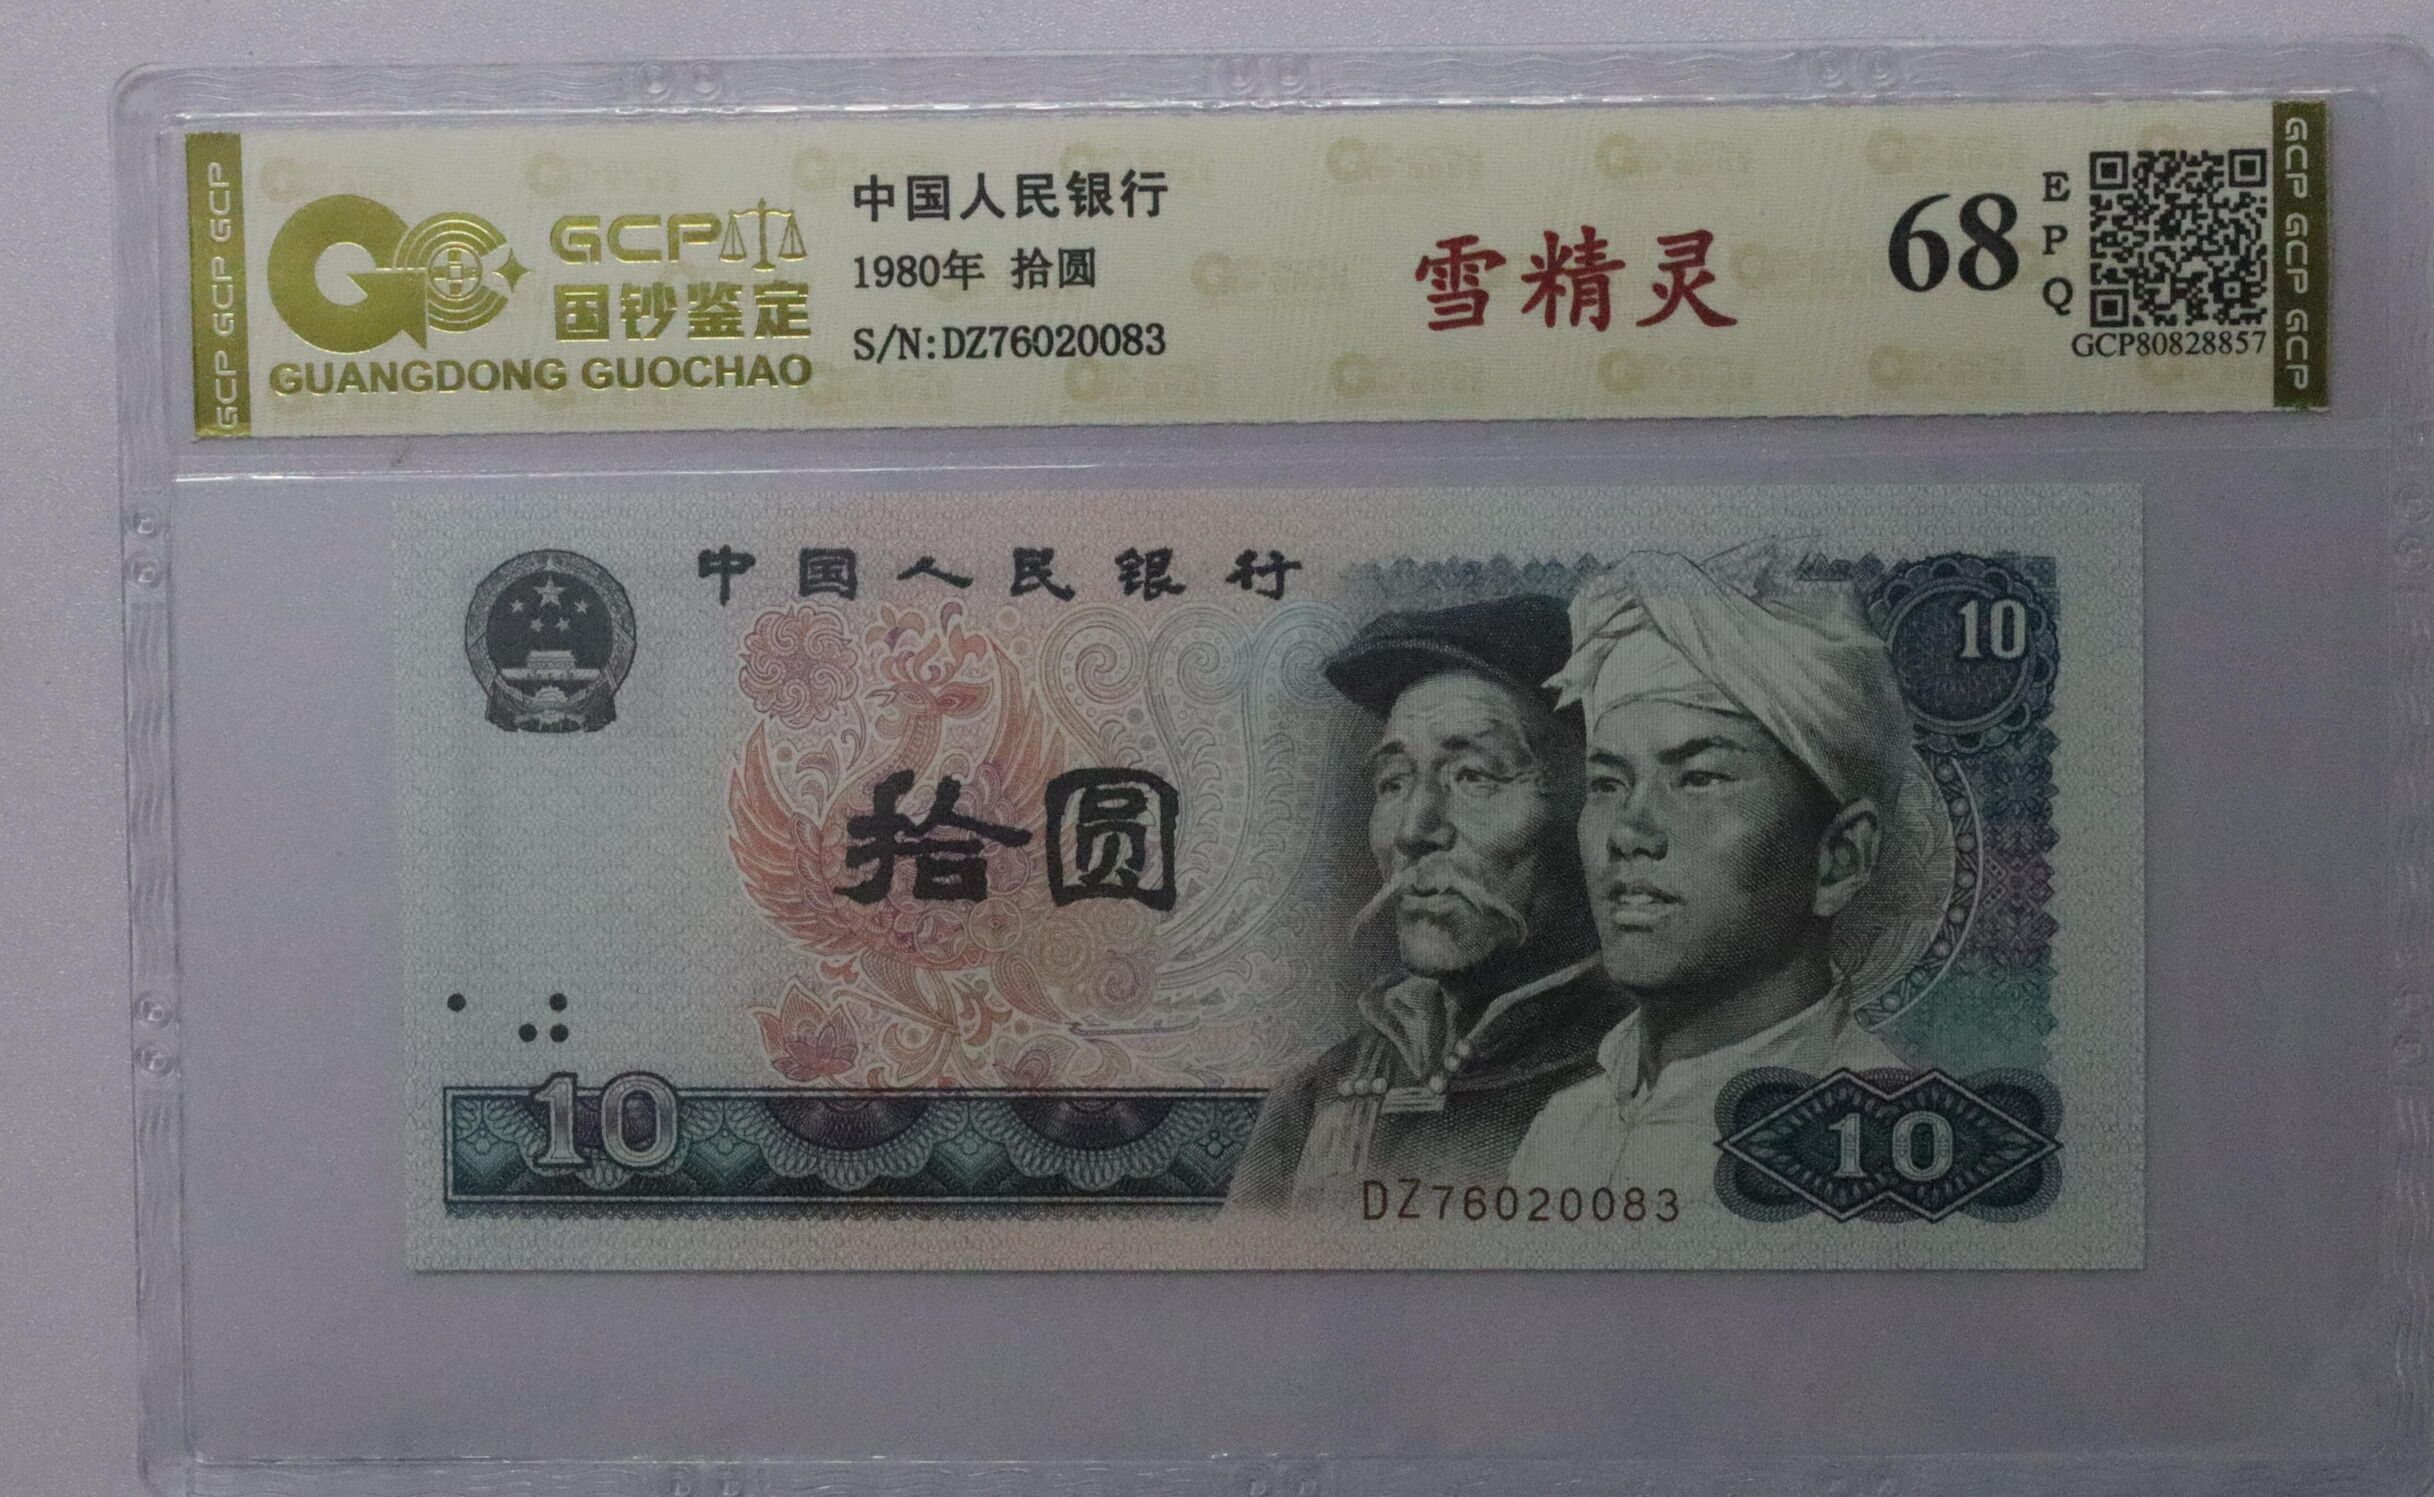 GCP GCP GCP
GCP
国钞鉴定
GUANGDONG GUOCHAO
中国人民银行
1980年 拾圆
S/N:DZ76020083
雪精灵
68
E
P
Q
GCP80828857
GCP GCP GCP
中国人民银行
10
拾圆
10
10
DZ76020083